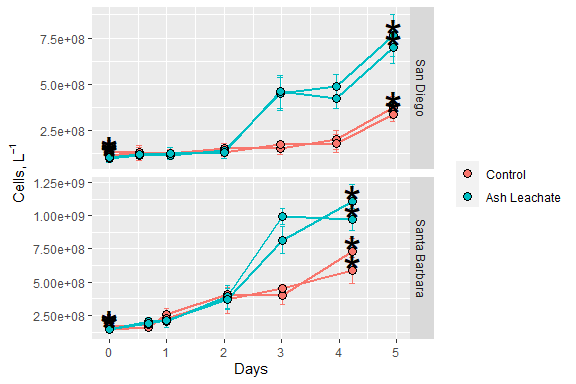 7.5e+08
5.0e+08
2.5e+08
San Diego
1.25e+09
1.00e+09
7.50e+08
5.00e+08
2.50e+08
Santa Barbara
Cells, L⁻¹
0 1 2 3 4 5
Days
Control
Ash Leachate